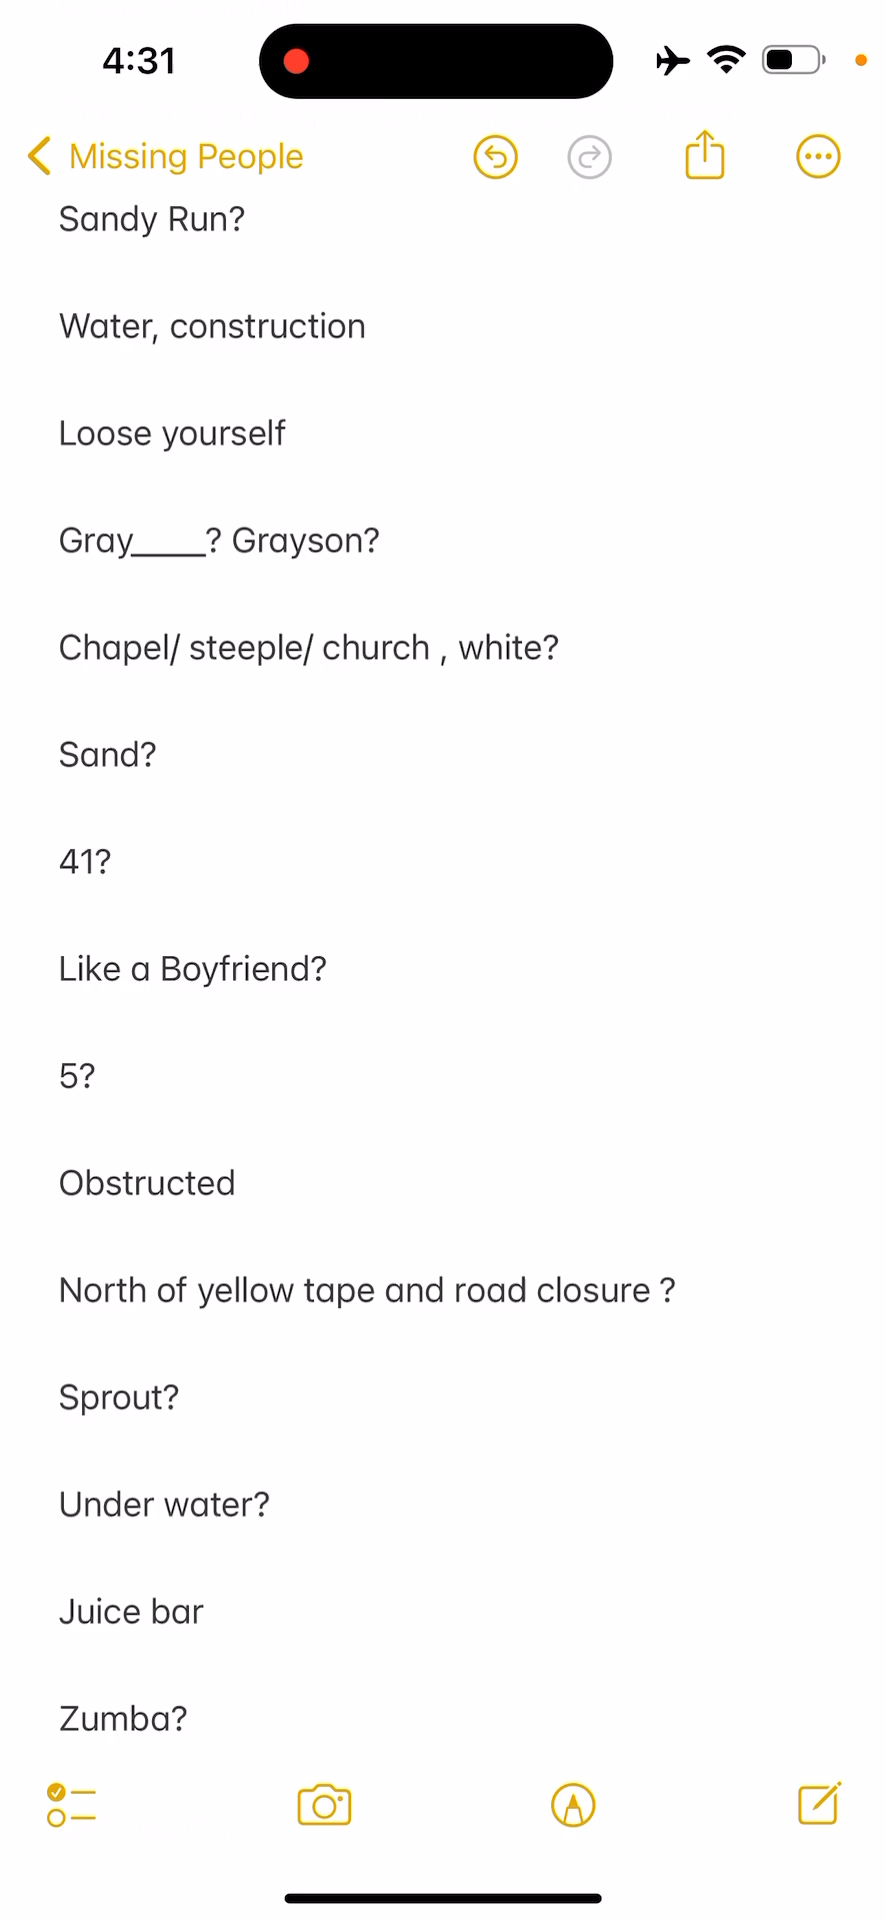 4:31
Missing People
Sandy Run?
Water, construction
Loose yourself
Gray____? Grayson?
Chapel/ steeple/ church , white?
Sand?
41?
Like a Boyfriend?
5?
Obstructed
North of yellow tape and road closure ?
Sprout?
Under water?
Juice bar
Zumba?